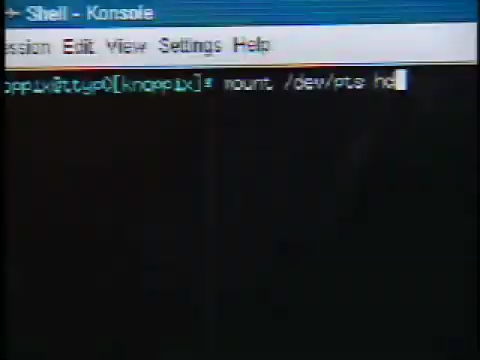 Shell - Konsole
ession Edit View Settings Help
oppix@ttyp0[knoppix]$ mount /dev/pts hd